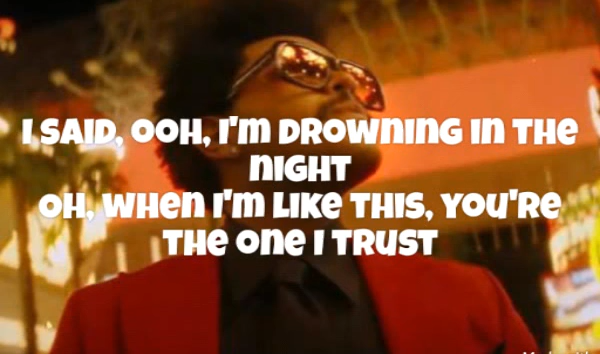 I SAID, OOH, I'M DROWNING IN THE
NIGHT
OH, WHEN I'M LIKE THIS, YOU'RE
THE ONE I TRUST